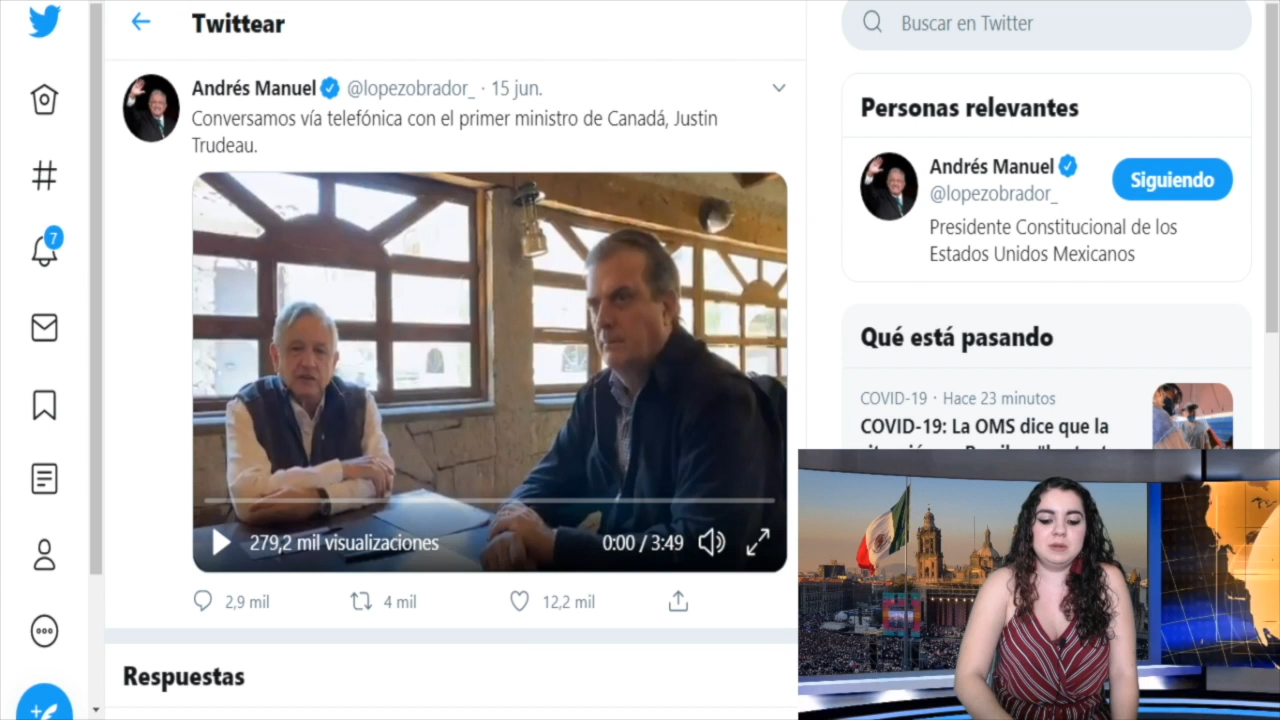 Twittear
Andrés Manuel @lopezobrador_ · 15 jun.
Conversamos vía telefónica con el primer ministro de Canadá, Justin
Trudeau.
279,2 mil visualizaciones
0:00 / 3:49
2,9 mil
4 mil
12,2 mil
Respuestas
7
Buscar en Twitter
Personas relevantes
Andrés Manuel
@lopezobrador_
Siguiendo
Presidente Constitucional de los
Estados Unidos Mexicanos
Qué está pasando
COVID-19 · Hace 23 minutos
COVID-19: La OMS dice que la